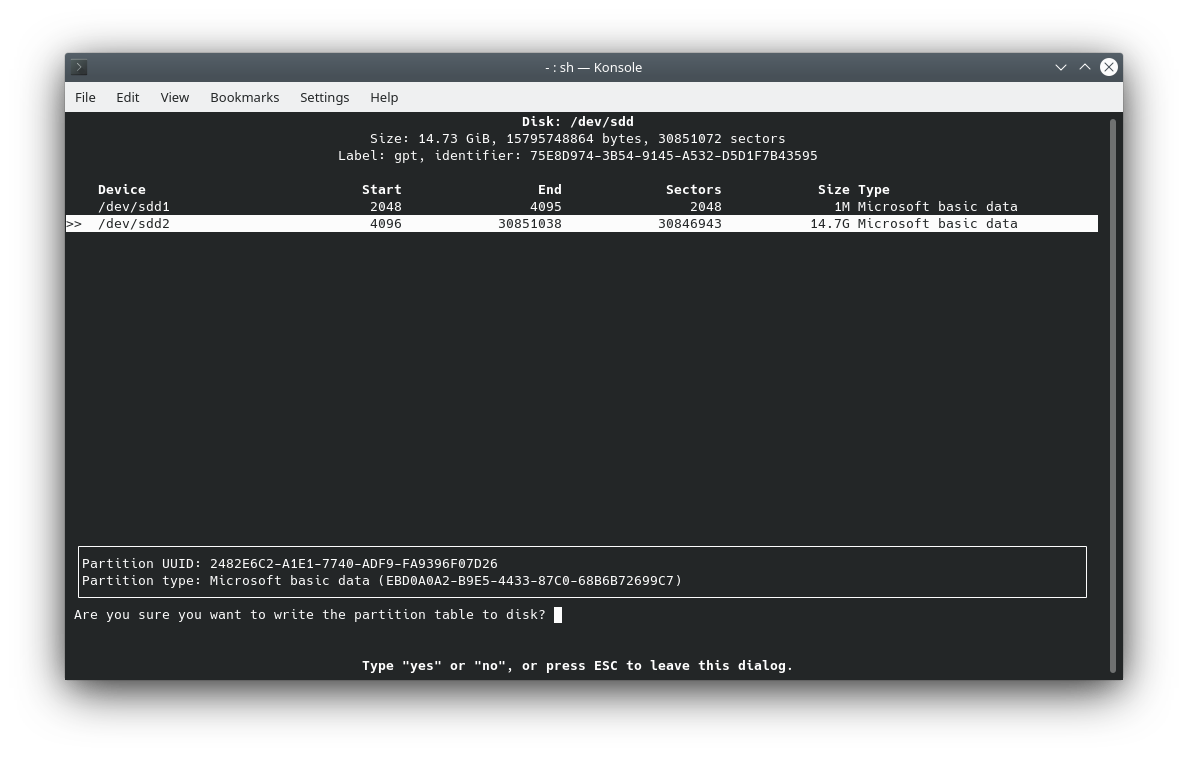 - : sh — Konsole
File Edit View Bookmarks Settings Help
Disk: /dev/sdd
Size: 14.73 GiB, 15795748864 bytes, 30851072 sectors
Label: gpt, identifier: 75E8D974-3B54-9145-A532-D5D1F7B43595
Device Start End Sectors Size Type
/dev/sdd1 2048 4095 2048 1M Microsoft basic data
>> /dev/sdd2 4096 30851038 30846943 14.7G Microsoft basic data
Partition UUID: 2482E6C2-A1E1-7740-ADF9-FA9396F07D26
Partition type: Microsoft basic data (EBD0A0A2-B9E5-4433-87C0-68B6B72699C7)
Are you sure you want to write the partition table to disk?
Type "yes" or "no", or press ESC to leave this dialog.